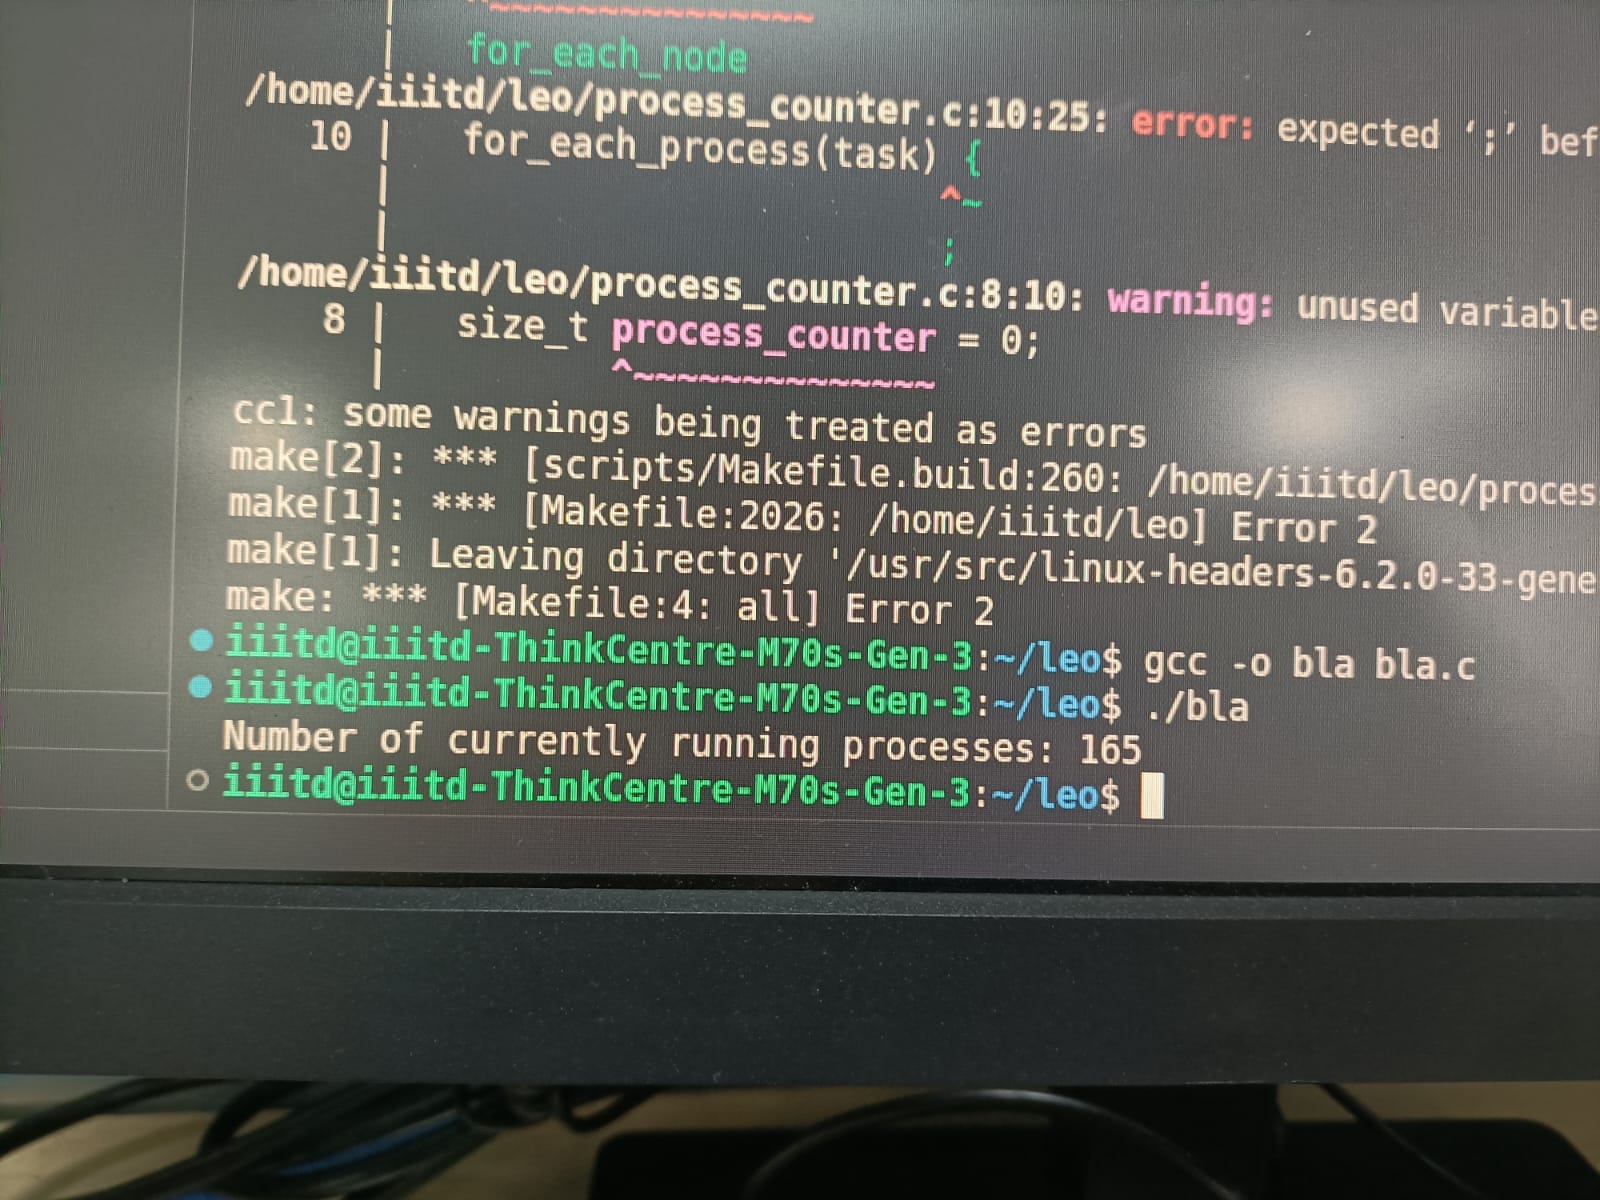 | ^~~~~~~~~~~~~~~~
| for_each_node
/home/iiitd/leo/process_counter.c:10:25: error: expected ‘;’ bef
10 | for_each_process(task) {
| ^~
| ;
/home/iiitd/leo/process_counter.c:8:10: warning: unused variable
8 | size_t process_counter = 0;
| ^~~~~~~~~~~~~~~
cc1: some warnings being treated as errors
make[2]: *** [scripts/Makefile.build:260: /home/iiitd/leo/proces
make[1]: *** [Makefile:2026: /home/iiitd/leo] Error 2
make[1]: Leaving directory '/usr/src/linux-headers-6.2.0-33-gene
make: *** [Makefile:4: all] Error 2
iiitd@iiitd-ThinkCentre-M70s-Gen-3:~/leo$ gcc -o bla bla.c
iiitd@iiitd-ThinkCentre-M70s-Gen-3:~/leo$ ./bla
Number of currently running processes: 165
iiitd@iiitd-ThinkCentre-M70s-Gen-3:~/leo$